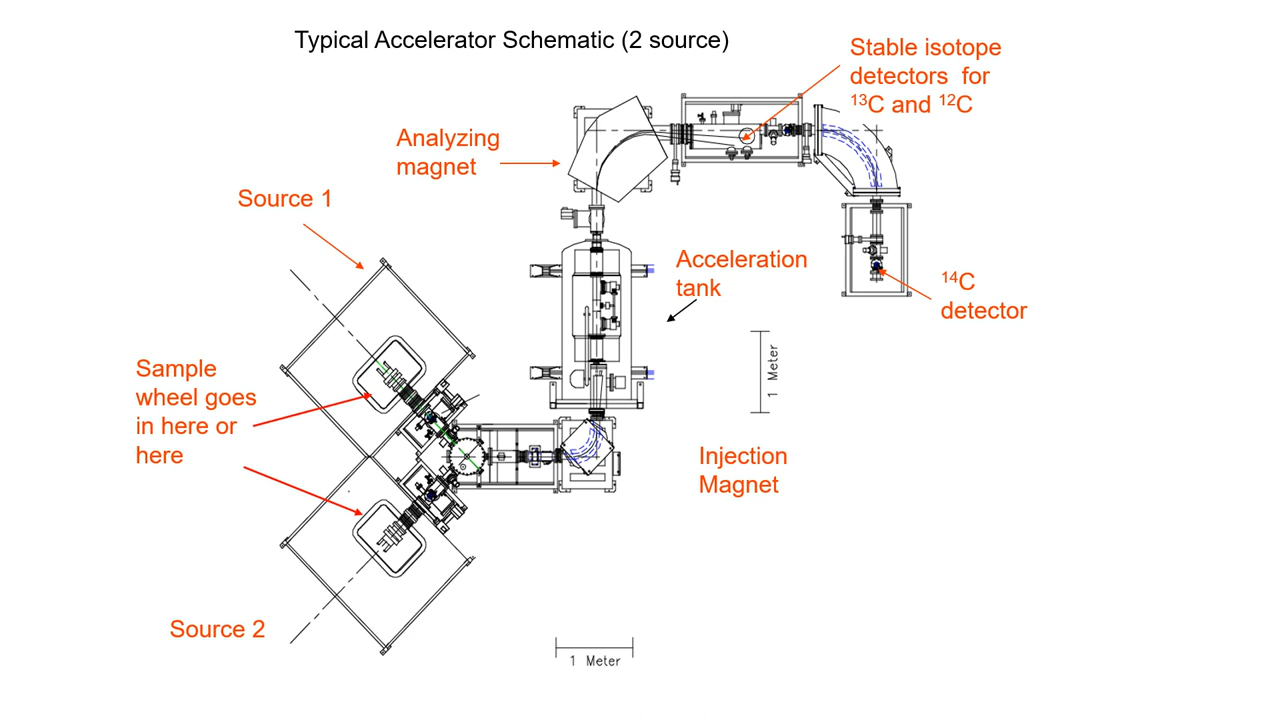 Typical Accelerator Schematic (2 source)
Stable isotope
detectors for
¹³C and ¹²C
Analyzing
magnet
Source 1
Acceleration
tank
¹⁴C
detector
Sample
wheel goes
in here or
here
1 Meter
Injection
Magnet
Source 2
1 Meter